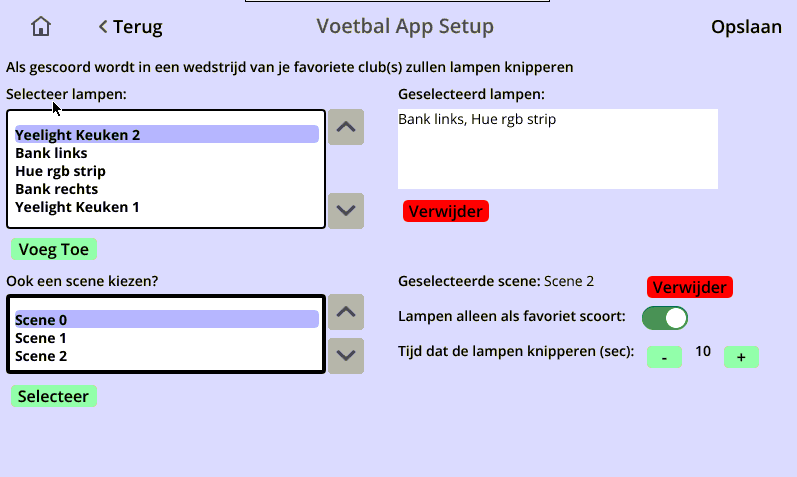 Terug
Voetbal App Setup
Opslaan
Als gescoord wordt in een wedstrijd van je favoriete club(s) zullen lampen knipperen
Selecteer lampen:
Yeelight Keuken 2
Bank links
Hue rgb strip
Bank rechts
Yeelight Keuken 1
Voeg Toe
Geselecteerd lampen:
Bank links, Hue rgb strip
Verwijder
Ook een scene kiezen?
Scene 0
Scene 1
Scene 2
Selecteer
Geselecteerde scene: Scene 2
Verwijder
Lampen alleen als favoriet scoort:
Tijd dat de lampen knipperen (sec):
- 10 +